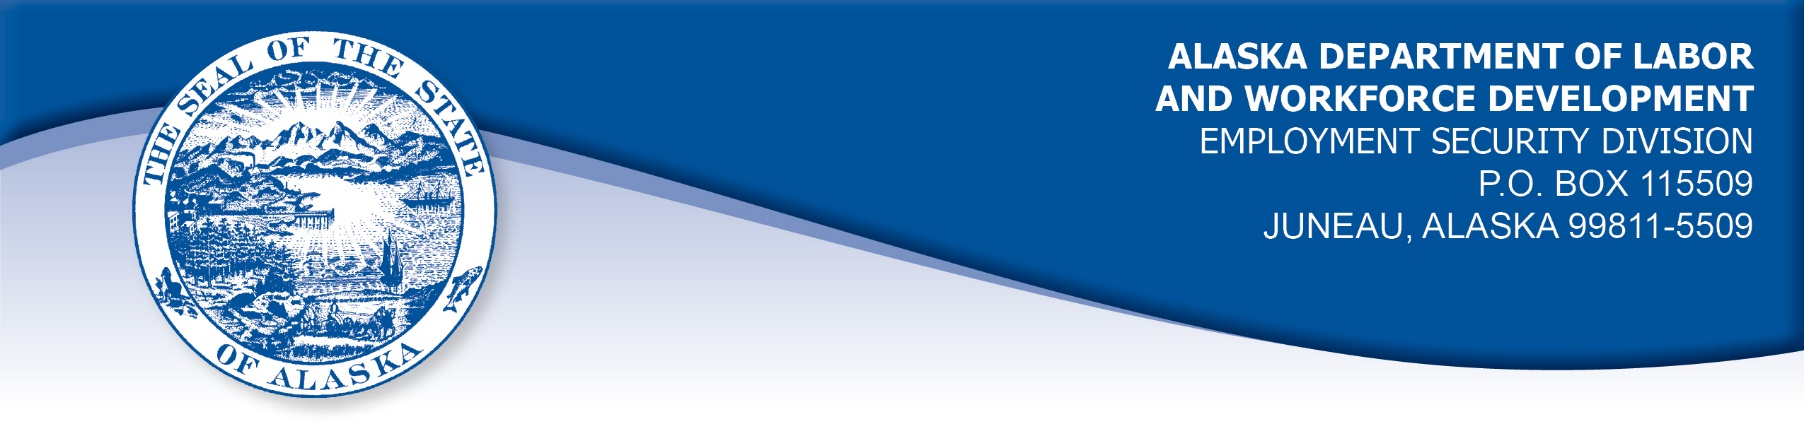 THE SEAL OF THE STATE
OF ALASKA
ALASKA DEPARTMENT OF LABOR
AND WORKFORCE DEVELOPMENT
EMPLOYMENT SECURITY DIVISION
P.O. BOX 115509
JUNEAU, ALASKA 99811-5509